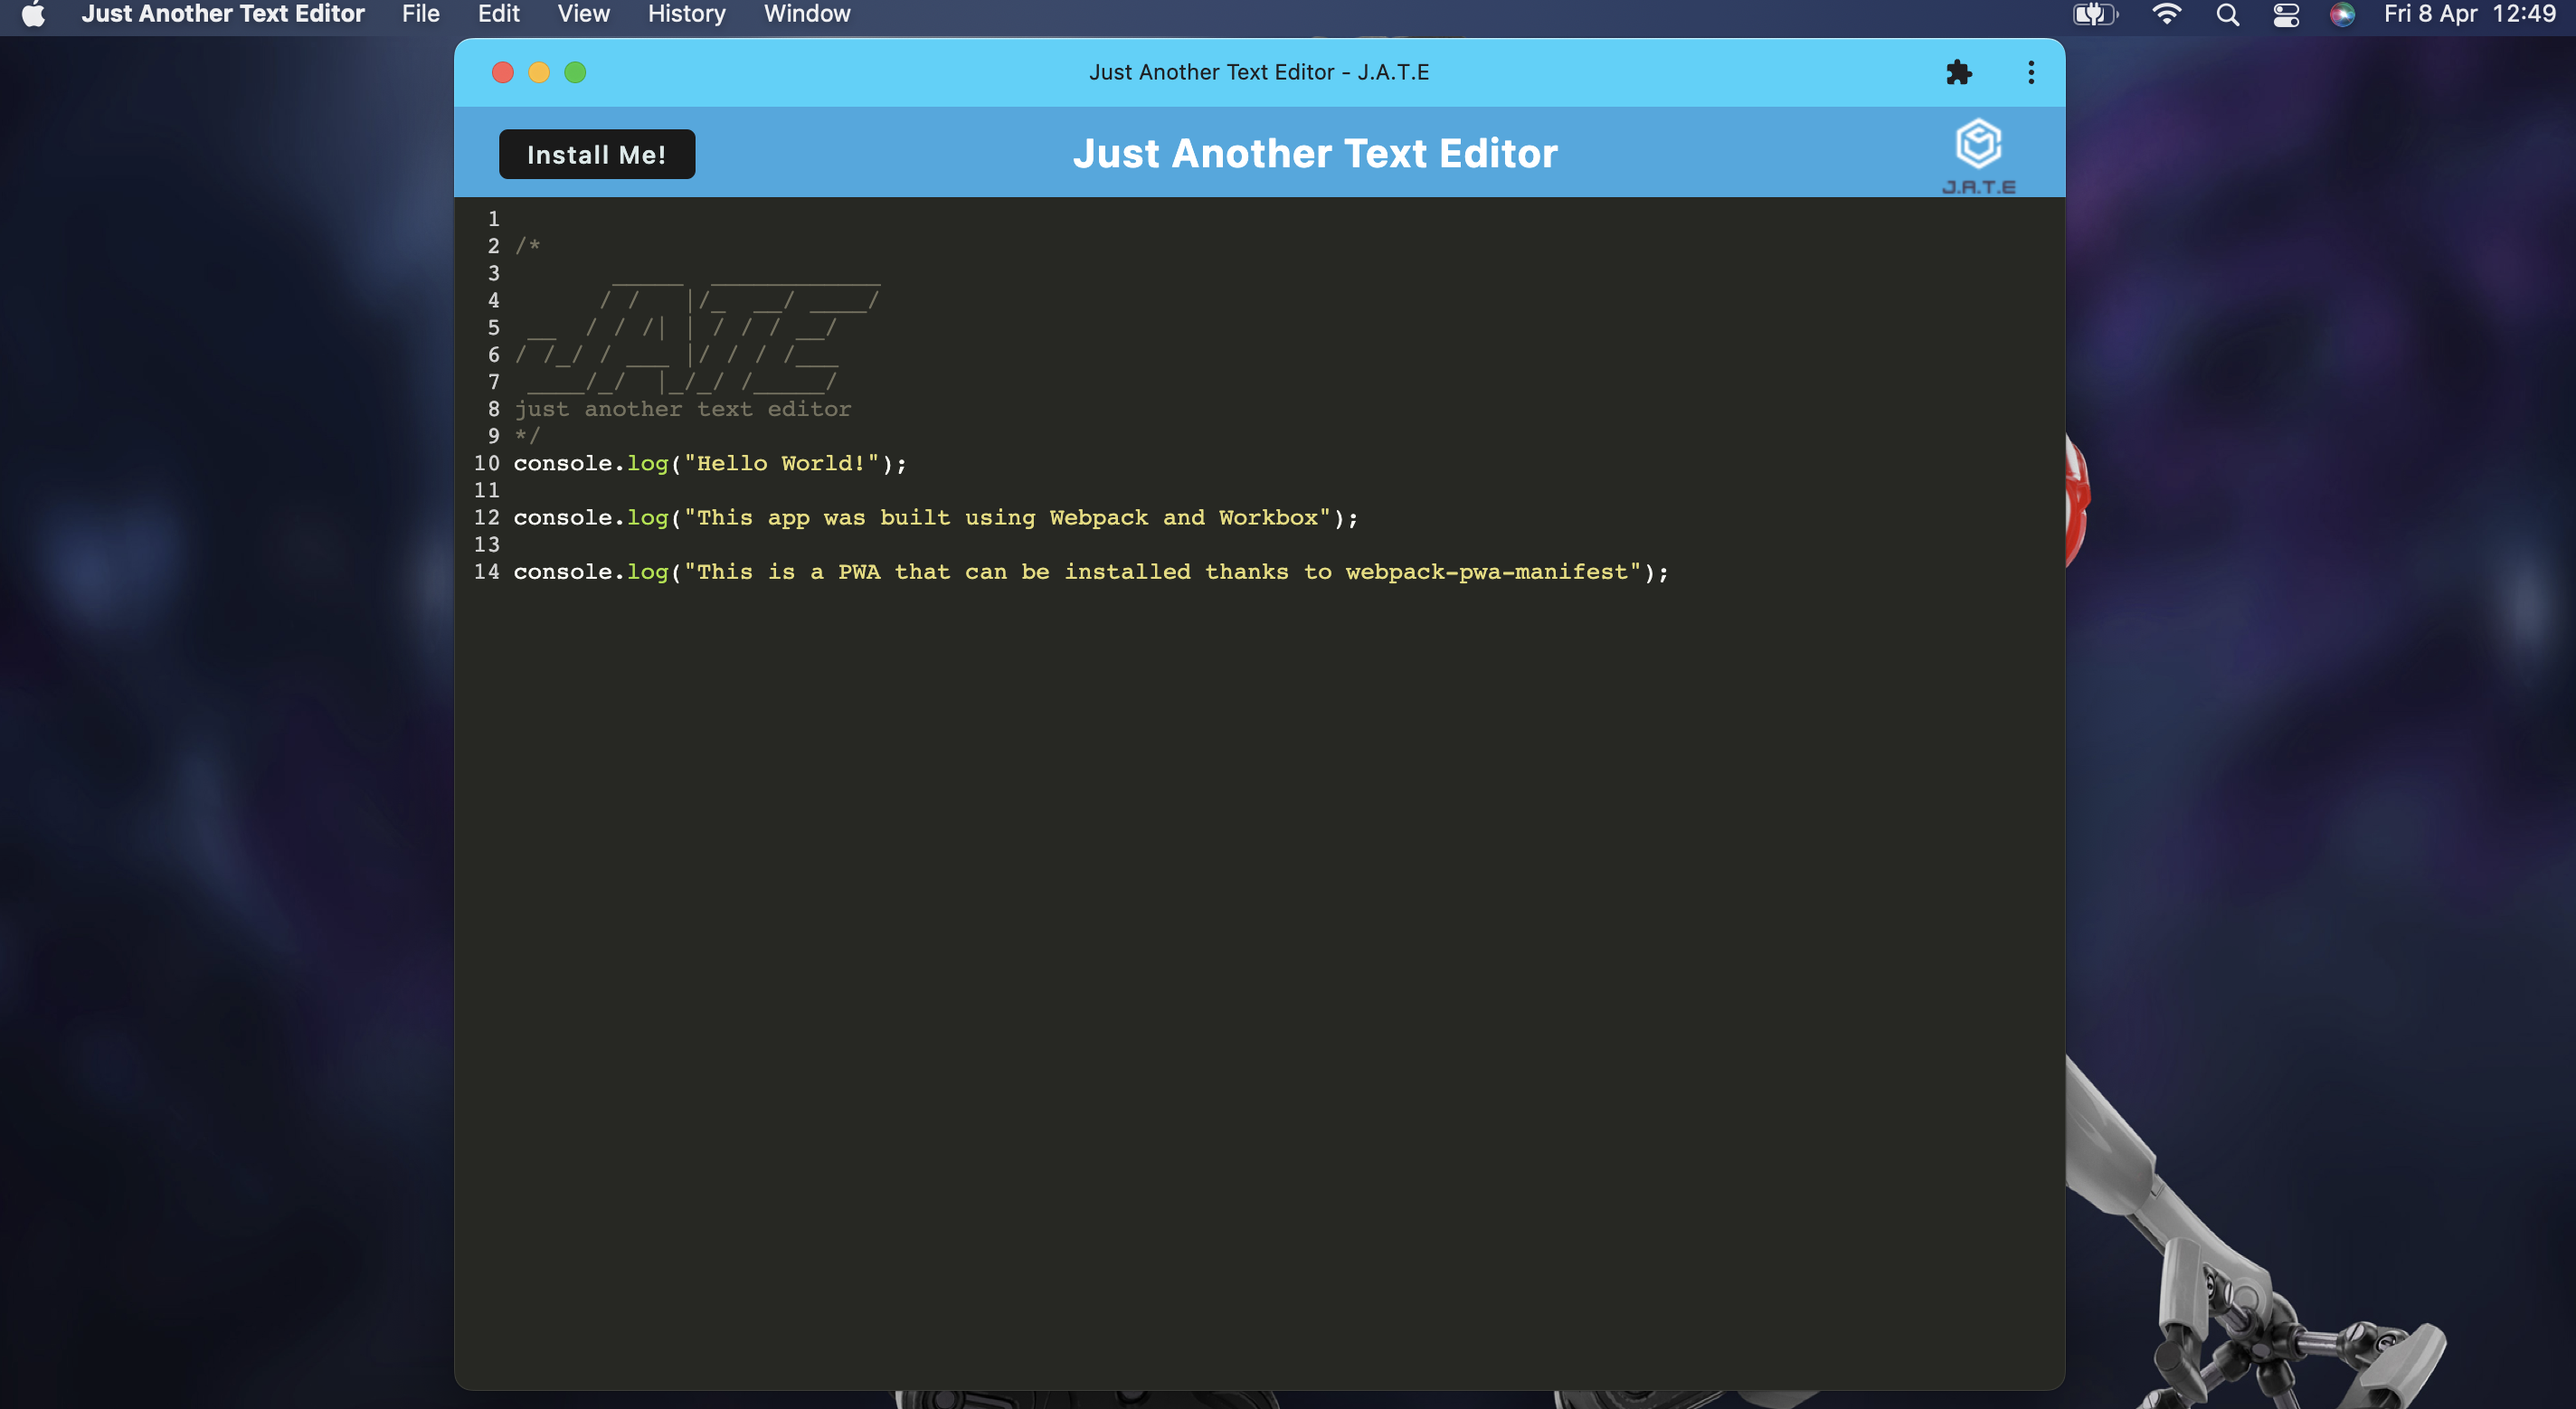 Just Another Text Editor File Edit View History Window Fri 8 Apr 12:49
Just Another Text Editor - J.A.T.E
Install Me! Just Another Text Editor
J.A.T.E
1
2 /*
3       ______  ____________
4      / /   |/_  __/ ____/
5 __  / / /| | / / / __/
6 / /_/ / ___ |/ / / /___
7 ____/_/  |_/_/ /_____/
8 just another text editor
9 */
10 console.log("Hello World!");
11
12 console.log("This app was built using Webpack and Workbox");
13
14 console.log("This is a PWA that can be installed thanks to webpack-pwa-manifest");